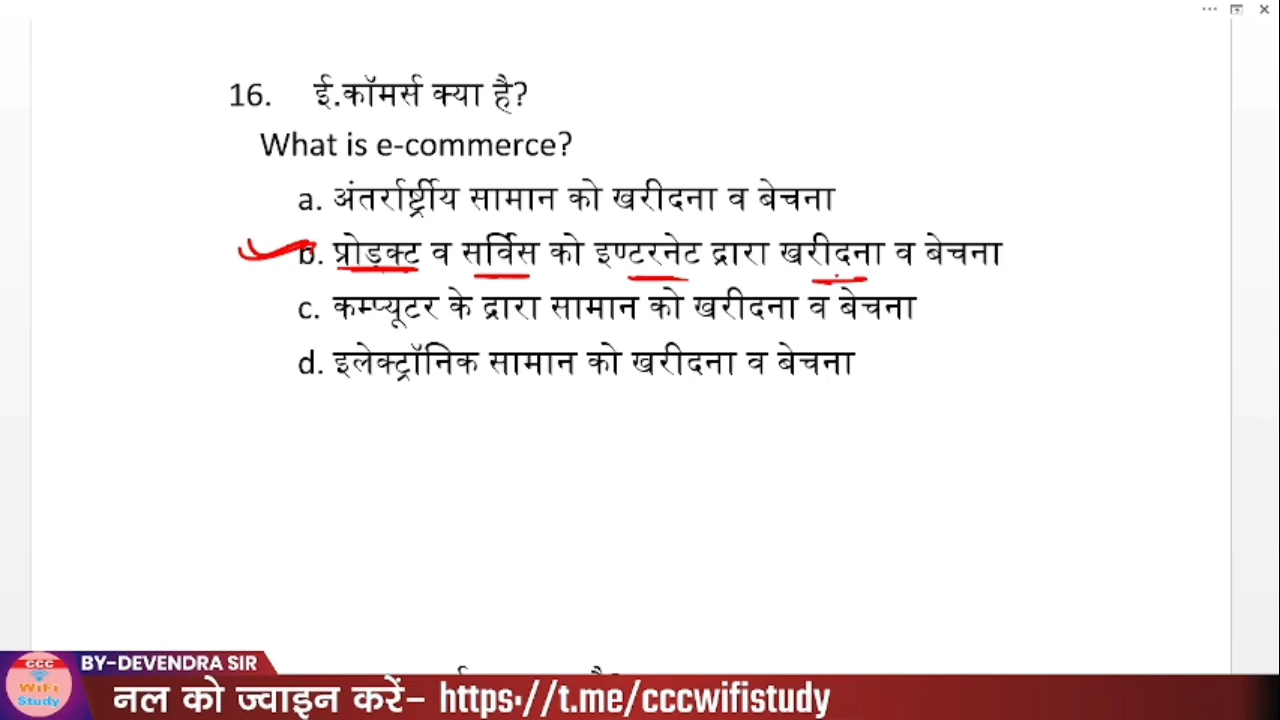 16. ई.कॉमर्स क्या है?
What is e-commerce?
a. अंतर्राष्ट्रीय सामान को खरीदना व बेचना
b. प्रोडक्ट व सर्विस को इण्टरनेट द्वारा खरीदना व बेचना
c. कम्प्यूटर के द्वारा सामान को खरीदना व बेचना
d. इलेक्ट्रॉनिक सामान को खरीदना व बेचना
CCC
WiFi
Study
BY-DEVENDRA SIR
नल को ज्वाइन करें- https://t.me/cccwifistudy